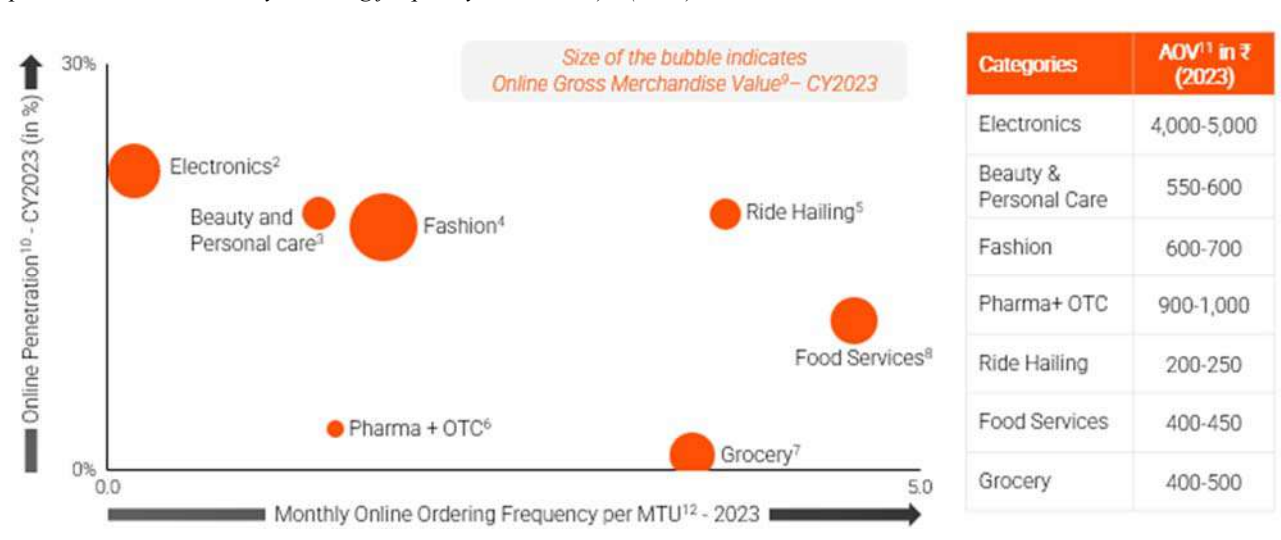 30%
Size of the bubble indicates
Online Gross Merchandise Value⁹– CY2023
Online Penetration¹⁰ - CY2023 (in %)
Electronics²
Beauty and
Personal care³
Fashion⁴
Ride Hailing⁵
Food Services⁸
Pharma + OTC⁶
Grocery⁷
0%
0.0
5.0
Monthly Online Ordering Frequency per MTU¹² - 2023
Categories
AOV¹¹ in ₹
(2023)
Electronics
4,000-5,000
Beauty &
Personal Care
550-600
Fashion
600-700
Pharma+ OTC
900-1,000
Ride Hailing
200-250
Food Services
400-450
Grocery
400-500